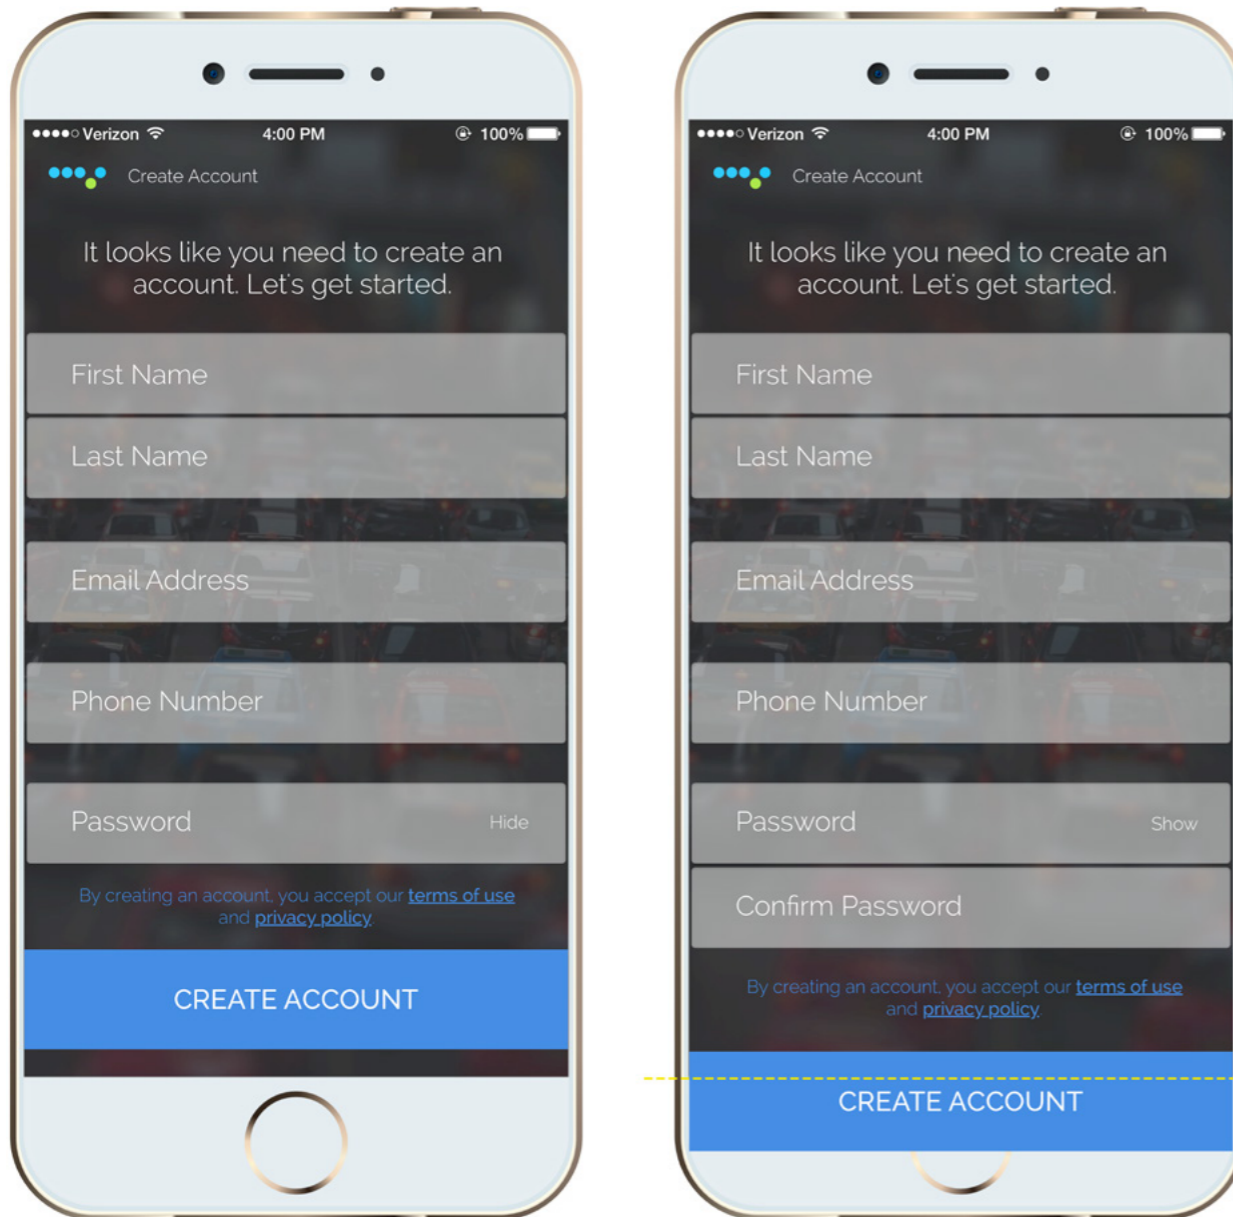 Verizon 4:00 PM 100%
Create Account
It looks like you need to create an
account. Let's get started.
First Name
Last Name
Email Address
Phone Number
Password Hide
By creating an account, you accept our terms of use
and privacy policy.
CREATE ACCOUNT
Verizon 4:00 PM 100%
Create Account
It looks like you need to create an
account. Let's get started.
First Name
Last Name
Email Address
Phone Number
Password Show
Confirm Password
By creating an account, you accept our terms of use
and privacy policy.
CREATE ACCOUNT